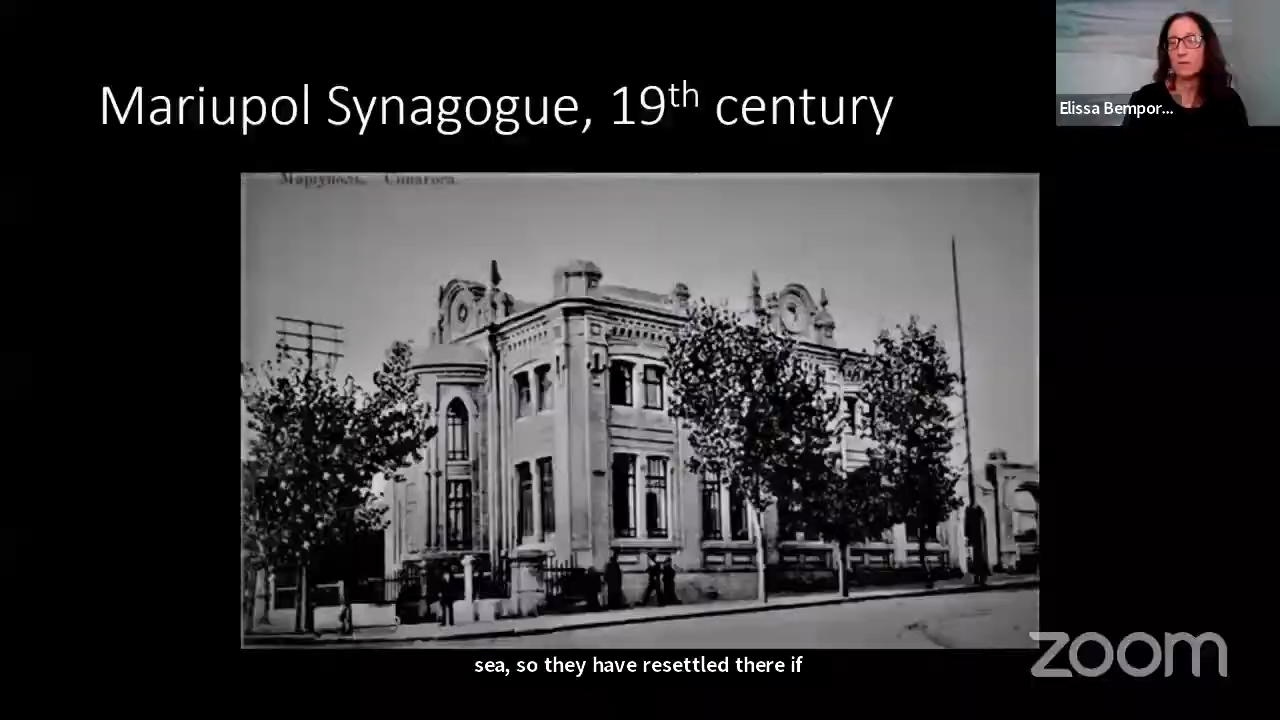 Mariupol Synagogue, 19th century
Elissa Bempor...
Маріуполь. Синагога.
sea, so they have resettled there if
zoom